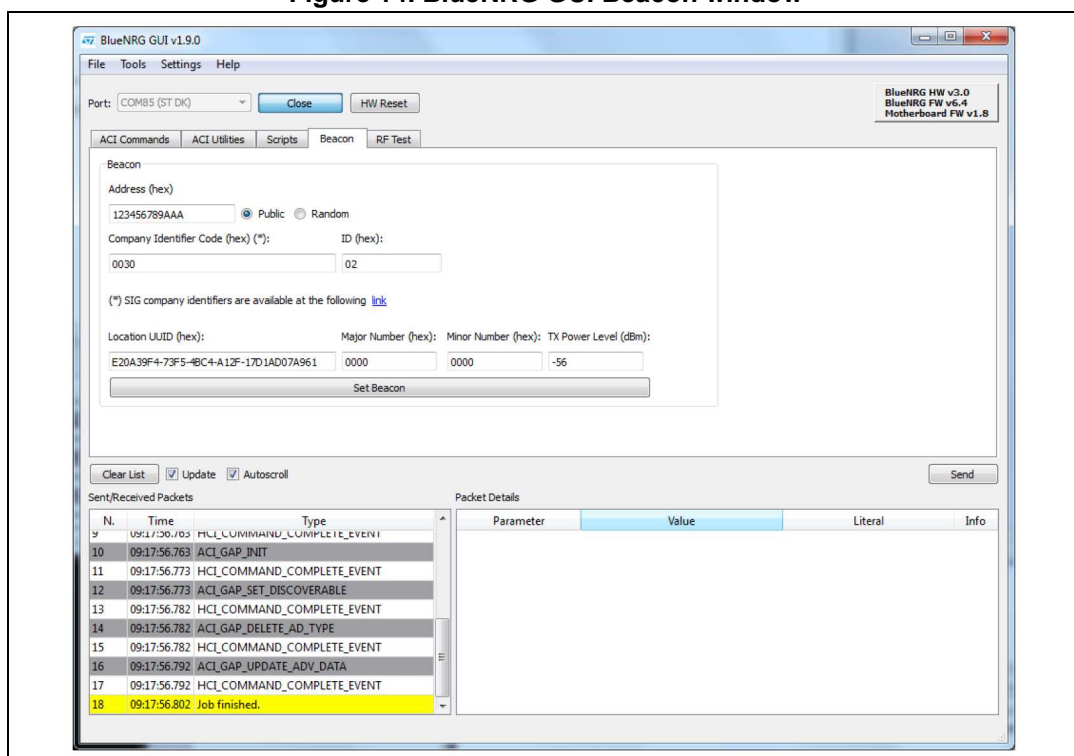 BlueNRG GUI v1.9.0
File Tools Settings Help
Port: COM85 (ST DK) Close HW Reset
BlueNRG HW v3.0
BlueNRG FW v6.4
Motherboard FW v1.8
ACI Commands ACI Utilities Scripts Beacon RF Test
Beacon
Address (hex)
123456789AAA Public Random
Company Identifier Code (hex) (*): ID (hex):
0030 02
(*) SIG company identifiers are available at the following link
Location UUID (hex): Major Number (hex): Minor Number (hex): TX Power Level (dBm):
E20A39F4-73F5-4BC4-A12F-17D1AD07A961 0000 0000 -56
Set Beacon
Clear List Update Autoscroll Send
Sent/Received Packets Packet Details
N. Time Type Parameter Value Literal Info
9 09:17:56.763 HCI_COMMAND_COMPLETE_EVENT
10 09:17:56.763 ACI_GAP_INIT
11 09:17:56.773 HCI_COMMAND_COMPLETE_EVENT
12 09:17:56.773 ACI_GAP_SET_DISCOVERABLE
13 09:17:56.782 HCI_COMMAND_COMPLETE_EVENT
14 09:17:56.782 ACI_GAP_DELETE_AD_TYPE
15 09:17:56.782 HCI_COMMAND_COMPLETE_EVENT
16 09:17:56.792 ACI_GAP_UPDATE_ADV_DATA
17 09:17:56.792 HCI_COMMAND_COMPLETE_EVENT
18 09:17:56.802 Job finished.